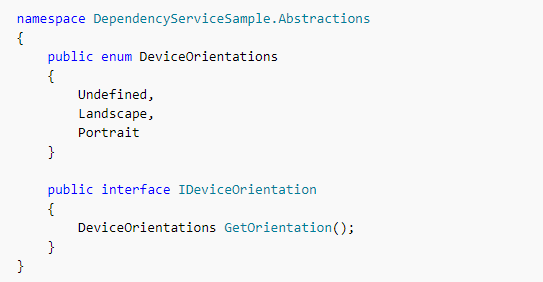 namespace DependencyServiceSample.Abstractions
{
    public enum DeviceOrientations
    {
        Undefined,
        Landscape,
        Portrait
    }

    public interface IDeviceOrientation
    {
        DeviceOrientations GetOrientation();
    }
}